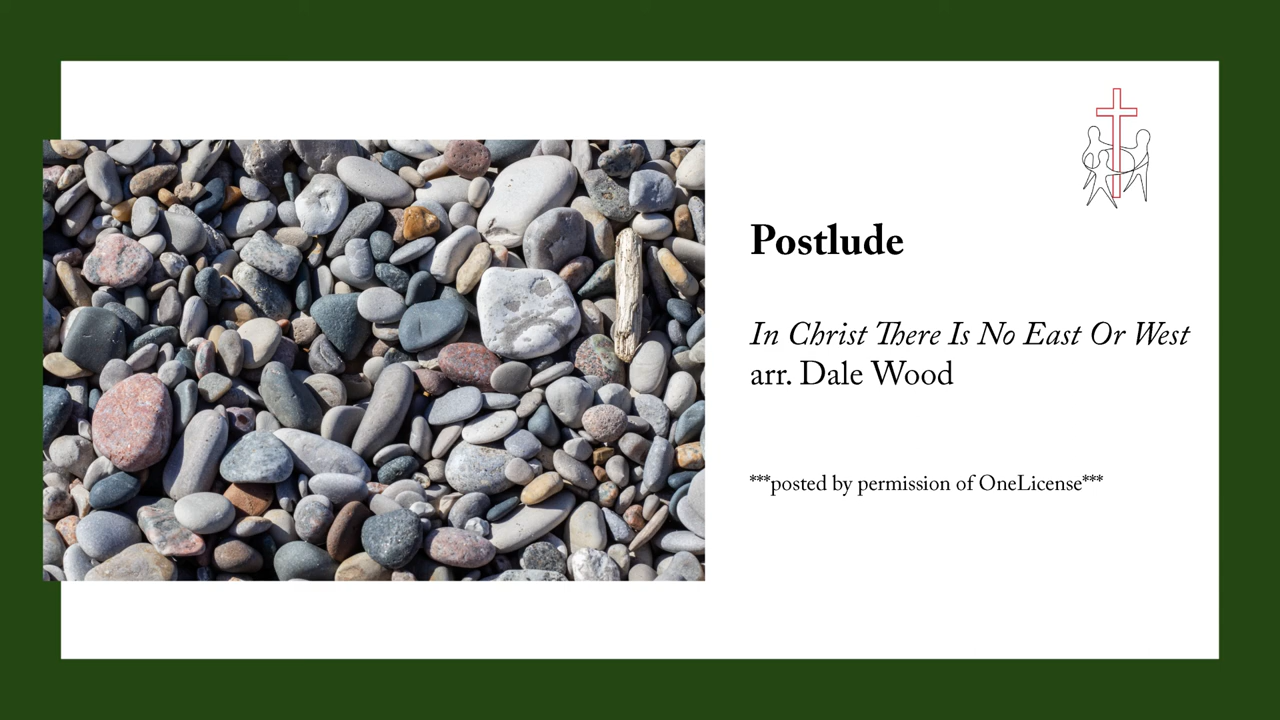 Postlude
In Christ There Is No East Or West
arr. Dale Wood
***posted by permission of OneLicense***